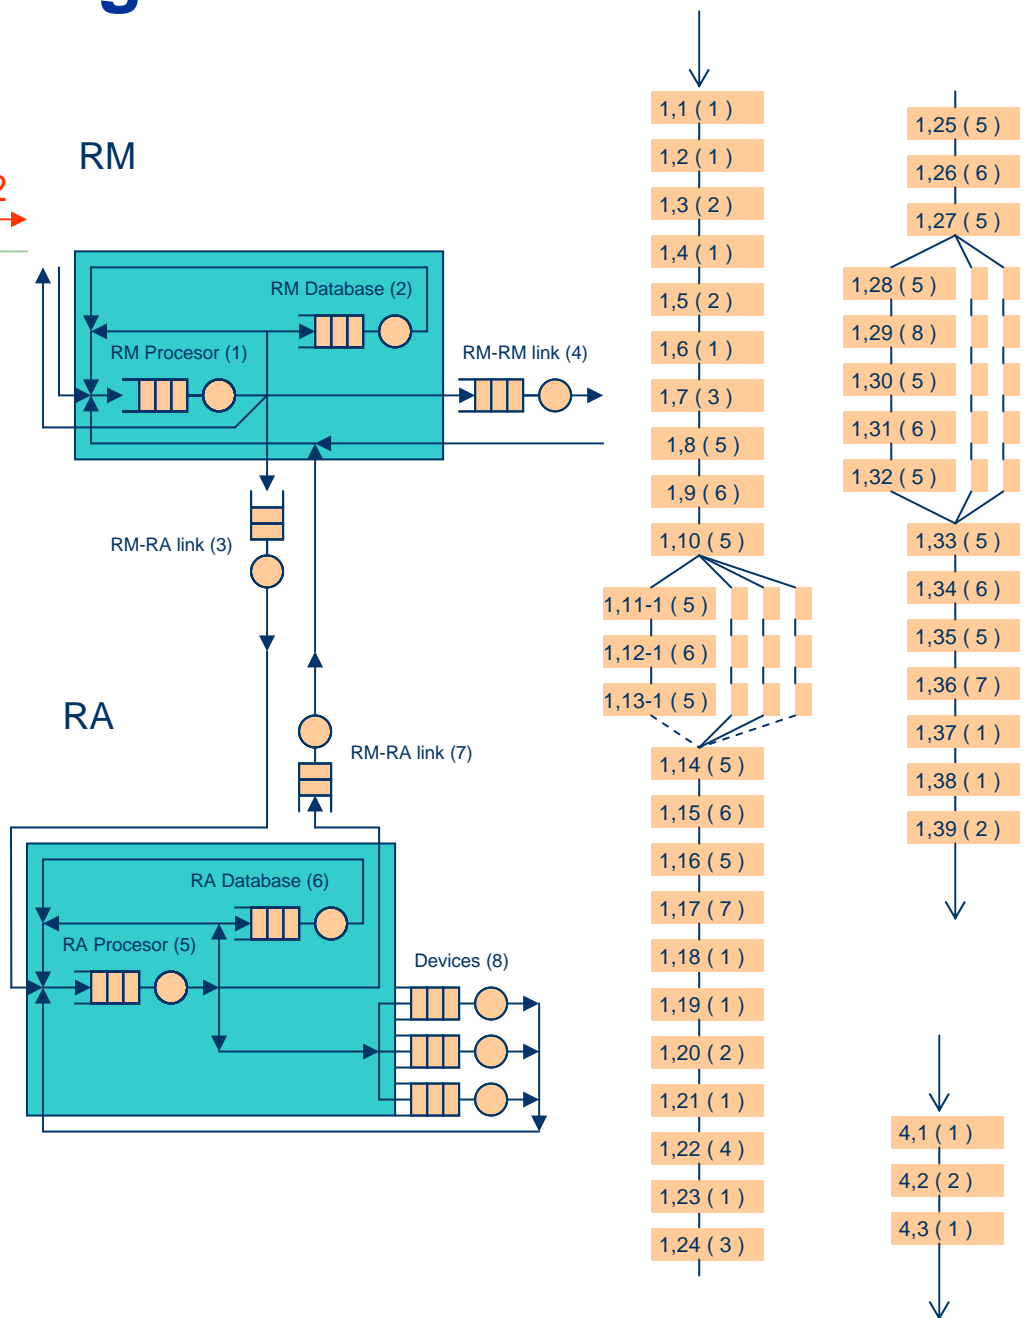 g
RM
2
RM Database (2)
RM Procesor (1)
RM-RM link (4)
RM-RA link (3)
RA
RM-RA link (7)
RA Database (6)
RA Procesor (5)
Devices (8)
1,1 ( 1 )
1,2 ( 1 )
1,3 ( 2 )
1,4 ( 1 )
1,5 ( 2 )
1,6 ( 1 )
1,7 ( 3 )
1,8 ( 5 )
1,9 ( 6 )
1,10 ( 5 )
1,11-1 ( 5 )
1,12-1 ( 6 )
1,13-1 ( 5 )
1,14 ( 5 )
1,15 ( 6 )
1,16 ( 5 )
1,17 ( 7 )
1,18 ( 1 )
1,19 ( 1 )
1,20 ( 2 )
1,21 ( 1 )
1,22 ( 4 )
1,23 ( 1 )
1,24 ( 3 )
1,25 ( 5 )
1,26 ( 6 )
1,27 ( 5 )
1,28 ( 5 )
1,29 ( 8 )
1,30 ( 5 )
1,31 ( 6 )
1,32 ( 5 )
1,33 ( 5 )
1,34 ( 6 )
1,35 ( 5 )
1,36 ( 7 )
1,37 ( 1 )
1,38 ( 1 )
1,39 ( 2 )
4,1 ( 1 )
4,2 ( 2 )
4,3 ( 1 )